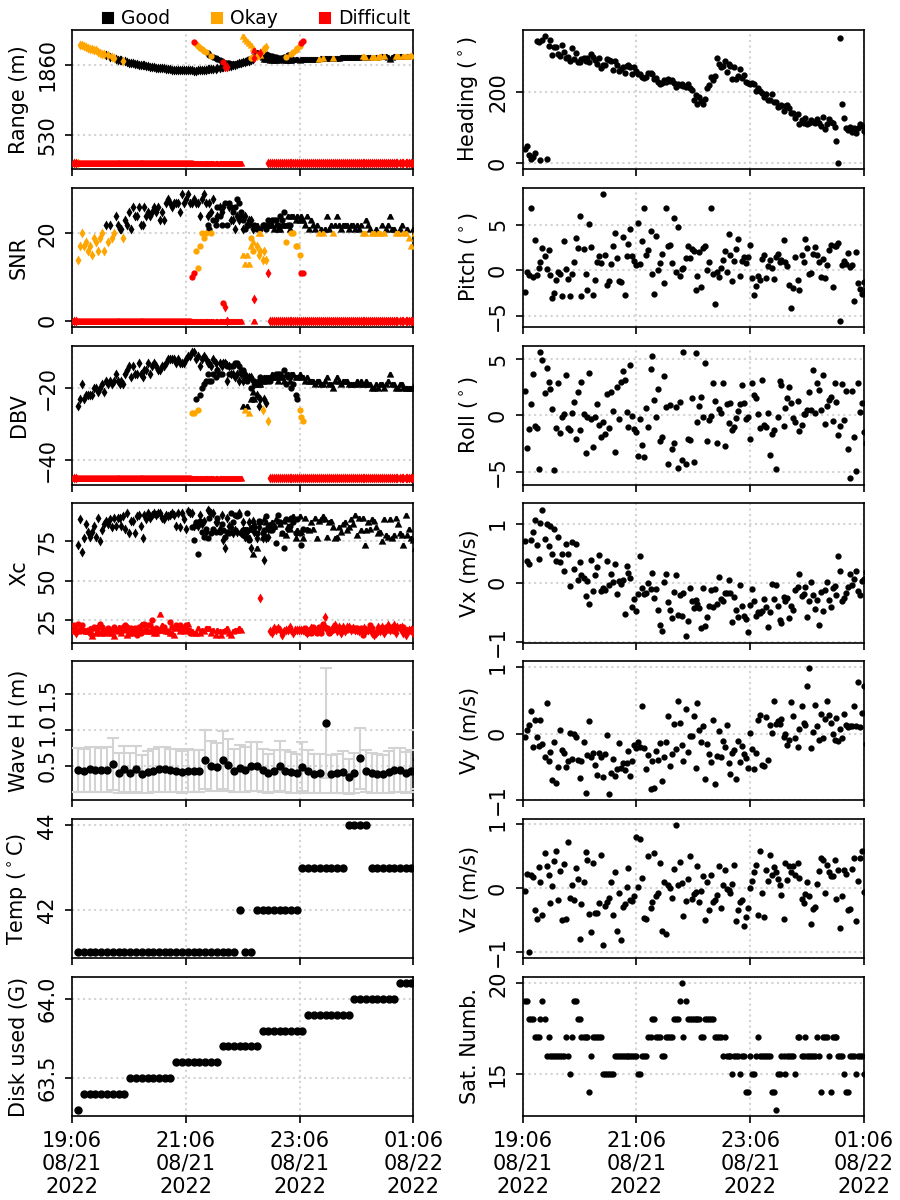 Good Okay Difficult
Range (m)
1860
530
Heading (°)
200
0
SNR
20
0
Pitch (°)
5
0
−5
DBV
−20
−40
Roll (°)
5
0
−5
Xc
75
50
25
Vx (m/s)
1
0
−1
Wave H (m)
1.5
1.0
0.5
Vy (m/s)
1
0
−1
Temp (°C)
44
42
Vz (m/s)
1
0
−1
Disk used (G)
64.0
63.5
Sat. Numb.
20
15
19:06 21:06 23:06 01:06
08/21 08/21 08/21 08/22
2022 2022 2022 2022
19:06 21:06 23:06 01:06
08/21 08/21 08/21 08/22
2022 2022 2022 2022